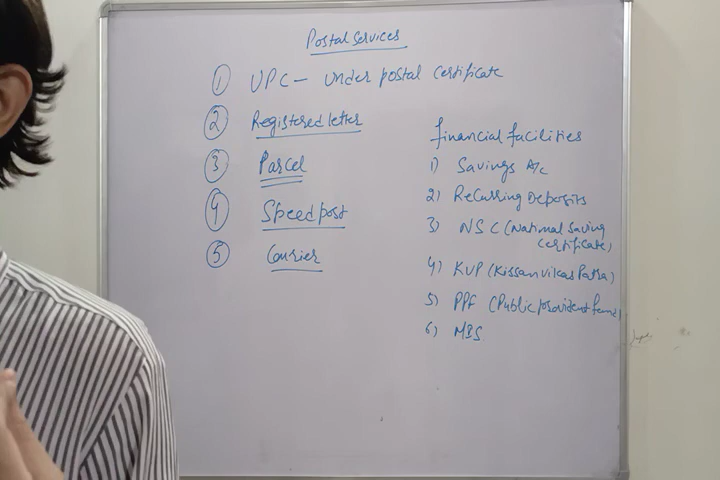 Postal Services
① UPC - Under postal certificate
② Registered letter
③ Parcel
④ Speed post
⑤ Courier
financial facilities
1) Savings A/c
2) Recurring Deposits
3) NSC (National Saving
certificate)
4) KVP (Kissan vikas Patra)
5) PPF (Public provident fund)
6) MIS